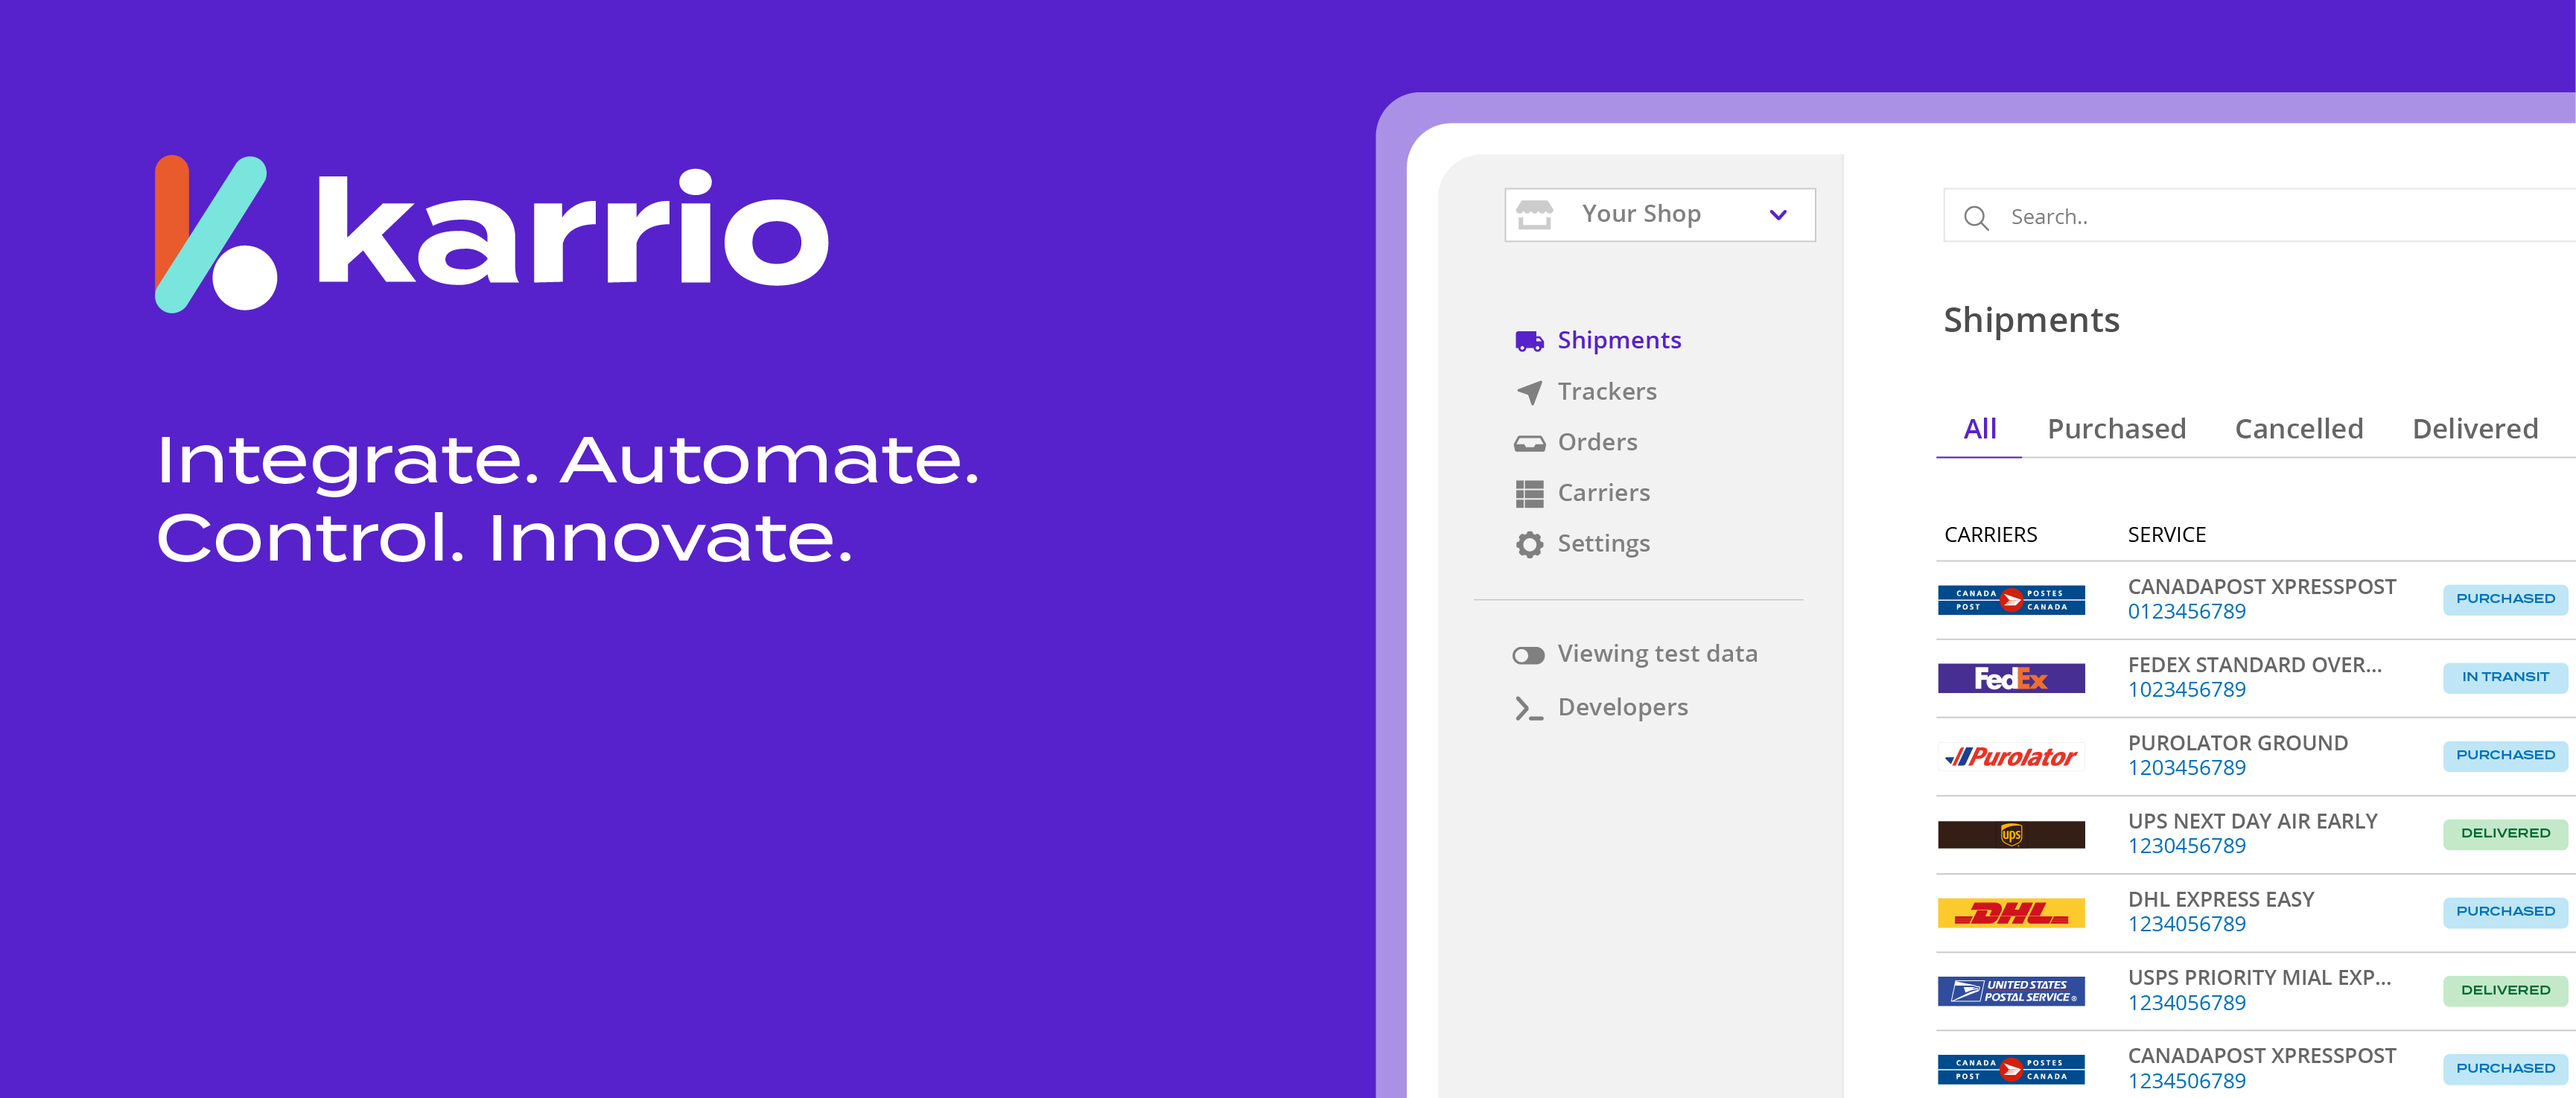 karrio
Integrate. Automate.
Control. Innovate.
Your Shop
Shipments
Trackers
Orders
Carriers
Settings
Viewing test data
Developers
Search..
Shipments
All Purchased Cancelled Delivered
CARRIERS SERVICE
CANADA POST POSTES CANADA
CANADAPOST XPRESSPOST
0123456789
PURCHASED
FedEx
FEDEX STANDARD OVER...
1023456789
IN TRANSIT
Purolator
PUROLATOR GROUND
1203456789
PURCHASED
ups
UPS NEXT DAY AIR EARLY
1230456789
DELIVERED
DHL
DHL EXPRESS EASY
1234056789
PURCHASED
UNITED STATES
POSTAL SERVICE®
USPS PRIORITY MIAL EXP...
1234056789
DELIVERED
CANADA POST POSTES CANADA
CANADAPOST XPRESSPOST
1234506789
PURCHASED